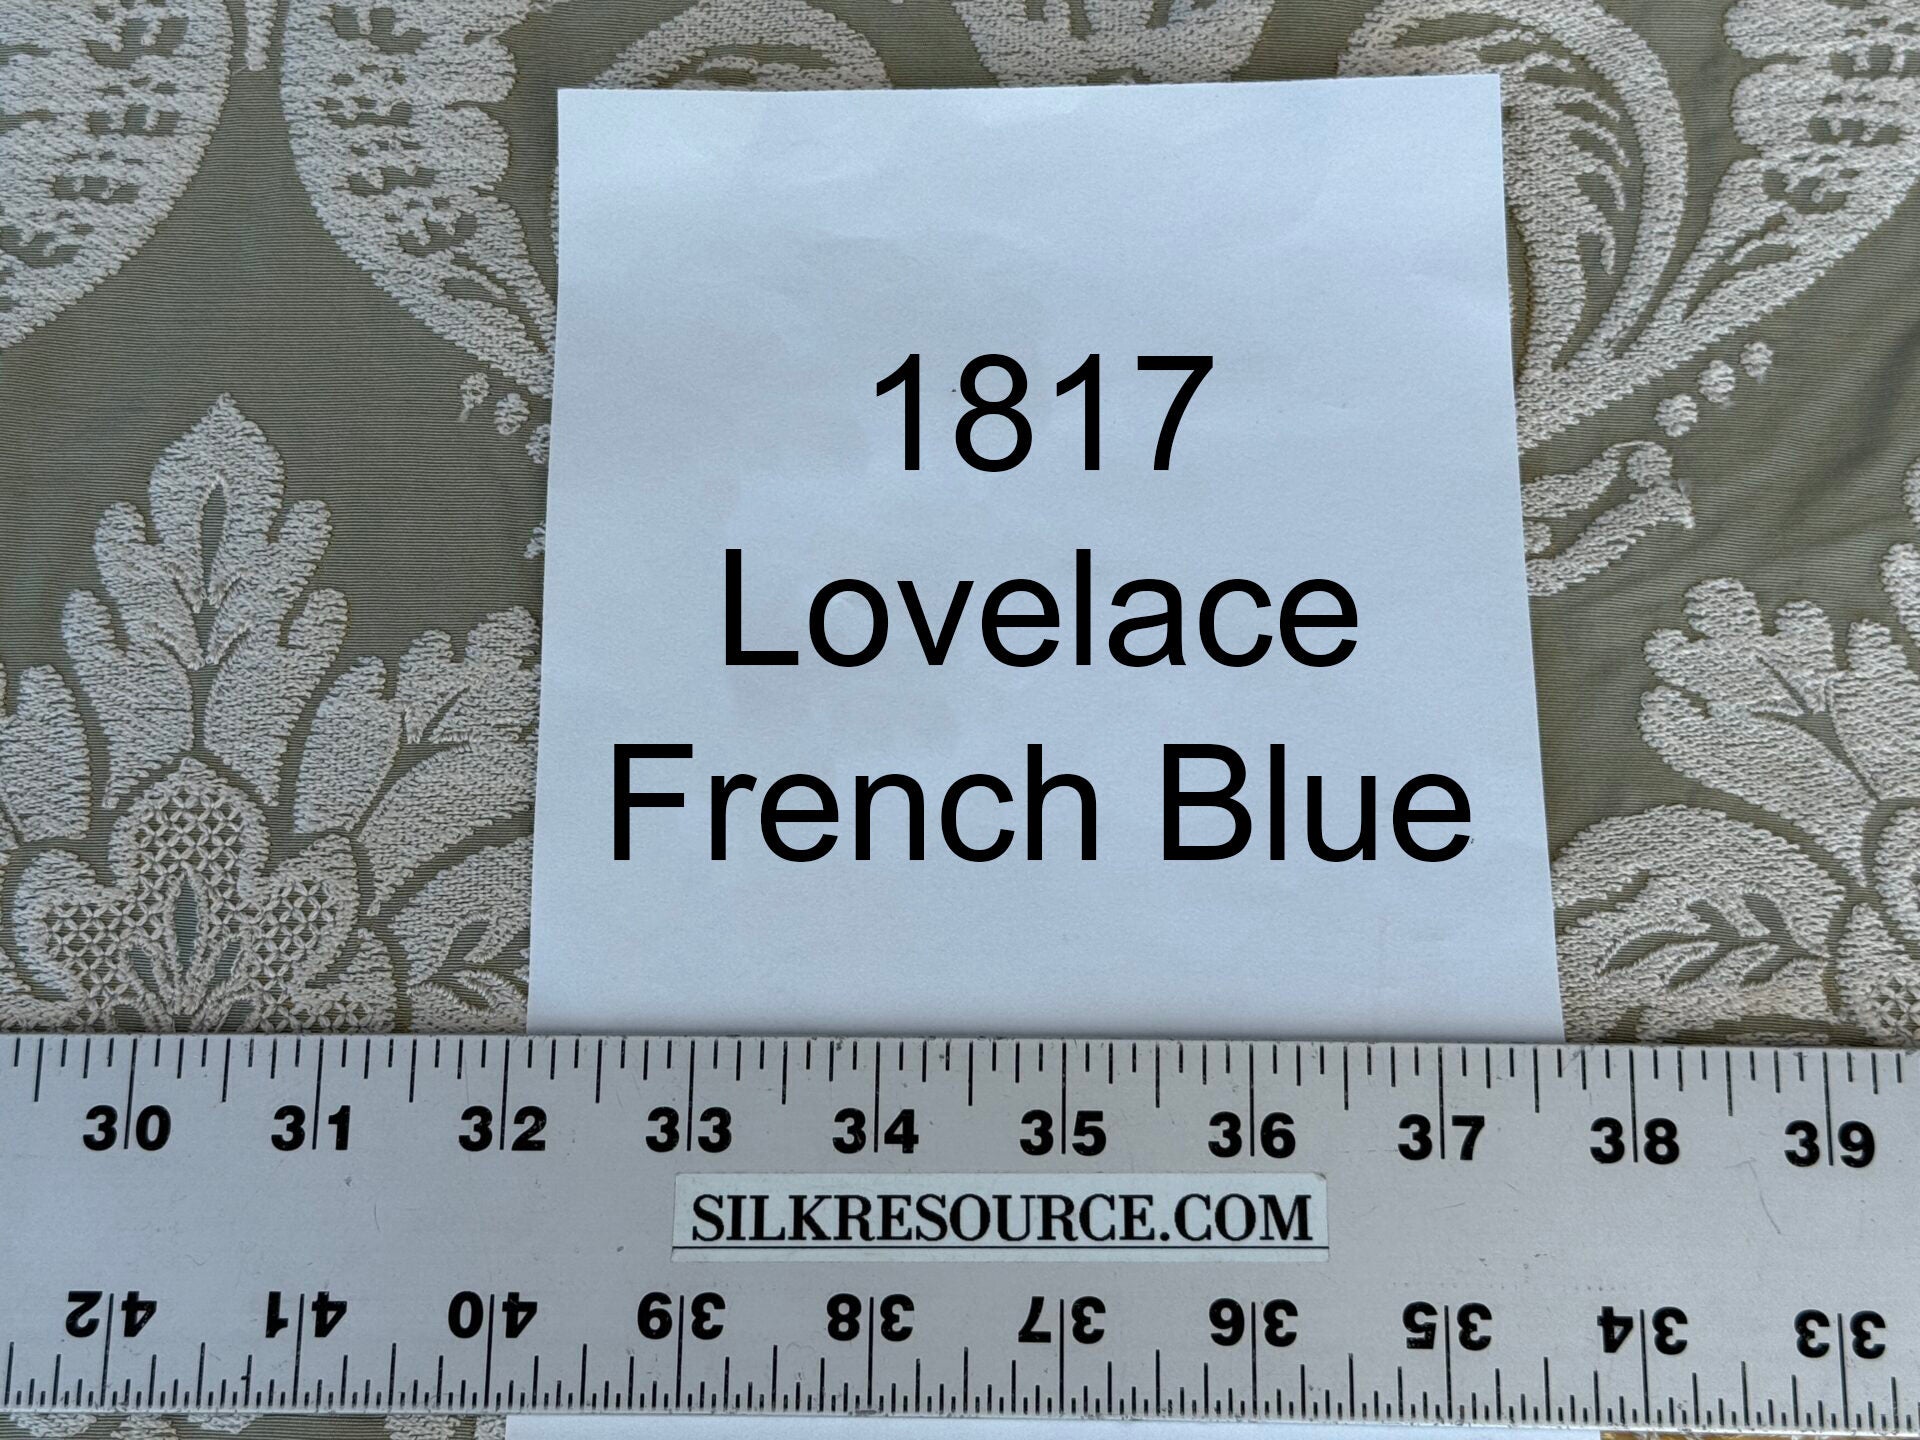 1817
Lovelace
French Blue
30 31 32 33 34 35 36 37 38 39
SILKRESOURCE.COM
42 41 40 39 38 37 36 35 34 33